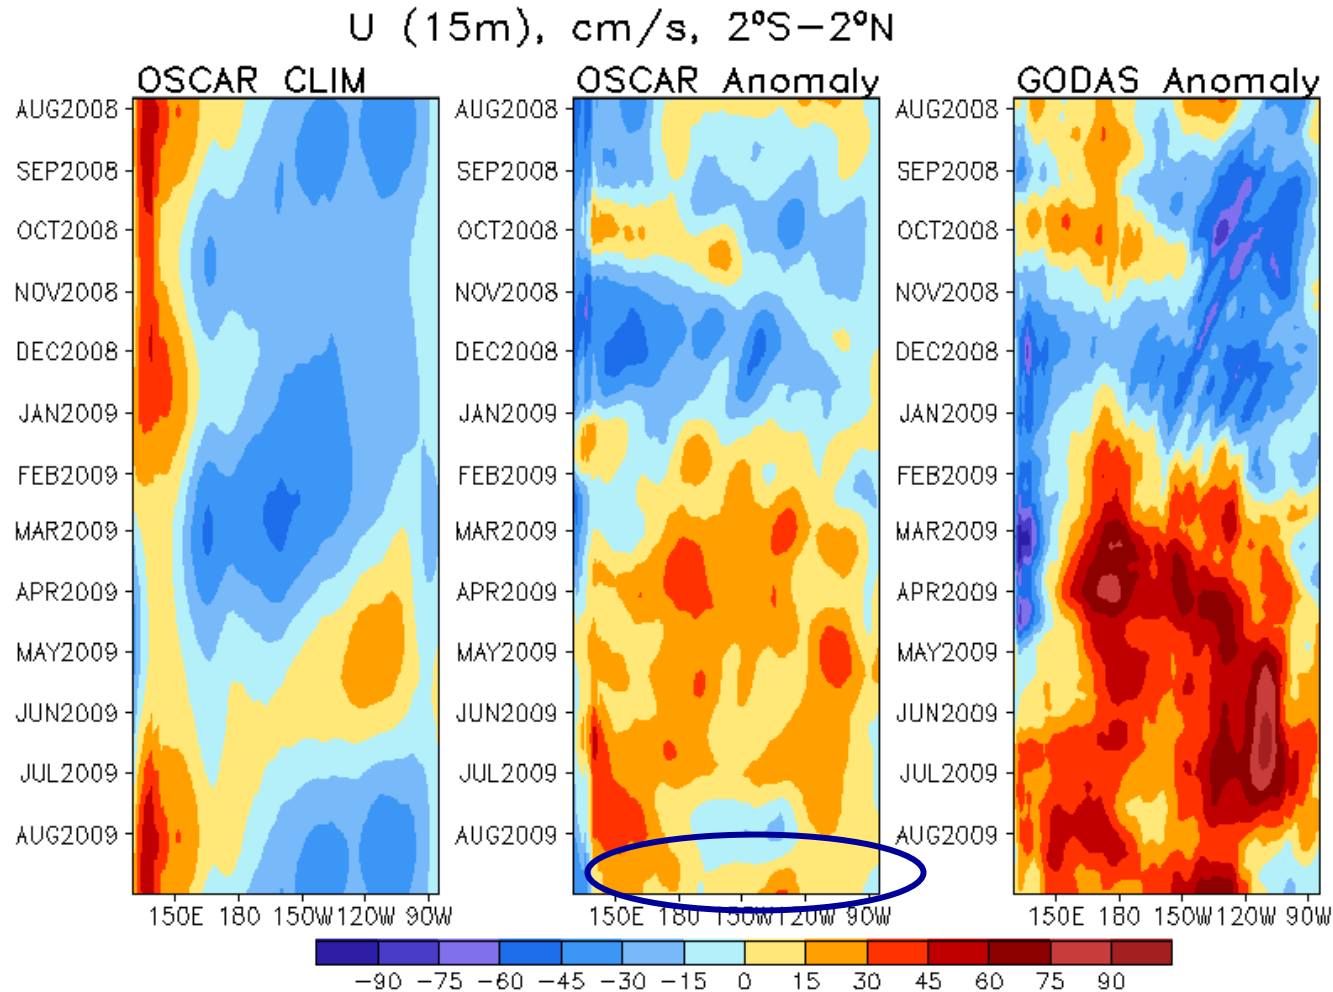 U (15m), cm/s, 2°S−2°N
OSCAR CLIM
AUG2008
SEP2008
OCT2008
NOV2008
DEC2008
JAN2009
FEB2009
MAR2009
APR2009
MAY2009
JUN2009
JUL2009
AUG2009
150E 180 150W 120W 90W
OSCAR Anomaly
AUG2008
SEP2008
OCT2008
NOV2008
DEC2008
JAN2009
FEB2009
MAR2009
APR2009
MAY2009
JUN2009
JUL2009
AUG2009
150E 180 150W 120W 90W
GODAS Anomaly
AUG2008
SEP2008
OCT2008
NOV2008
DEC2008
JAN2009
FEB2009
MAR2009
APR2009
MAY2009
JUN2009
JUL2009
AUG2009
150E 180 150W 120W 90W
−90 −75 −60 −45 −30 −15 0 15 30 45 60 75 90